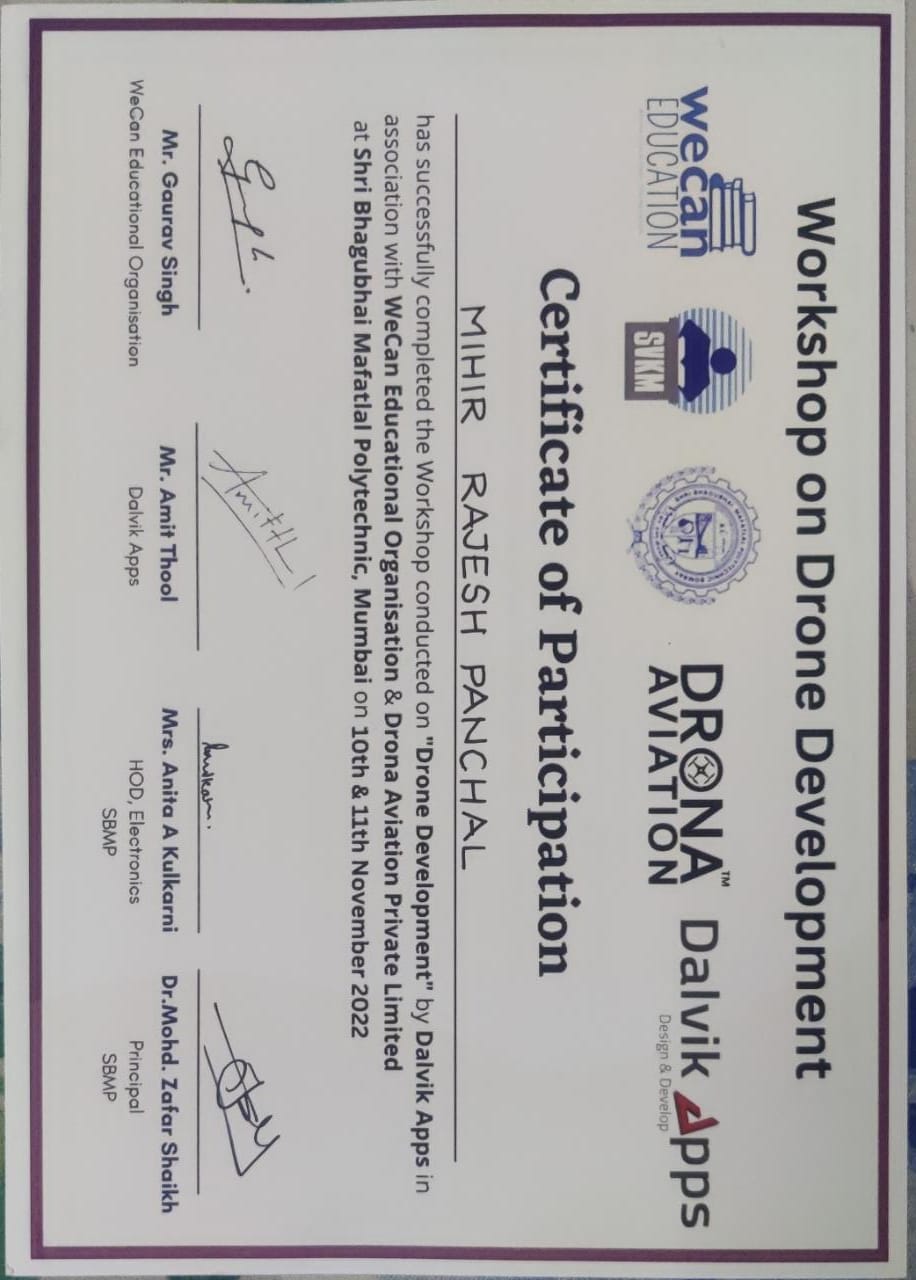 Workshop on Drone Development
wecan
EDUCATION
SVKM
DRONA™
AVIATION
Dalvik Apps
Design & Develop
Certificate of Participation
MIHIR RAJESH PANCHAL
has successfully completed the Workshop conducted on "Drone Development" by Dalvik Apps in
association with WeCan Educational Organisation & Drona Aviation Private Limited
at Shri Bhagubhai Mafatlal Polytechnic, Mumbai on 10th & 11th November 2022
Mr. Gaurav Singh
WeCan Educational Organisation
Mr. Amit Thool
Dalvik Apps
Mrs. Anita A Kulkarni
HOD, Electronics
SBMP
Dr.Mohd. Zafar Shaikh
Principal
SBMP